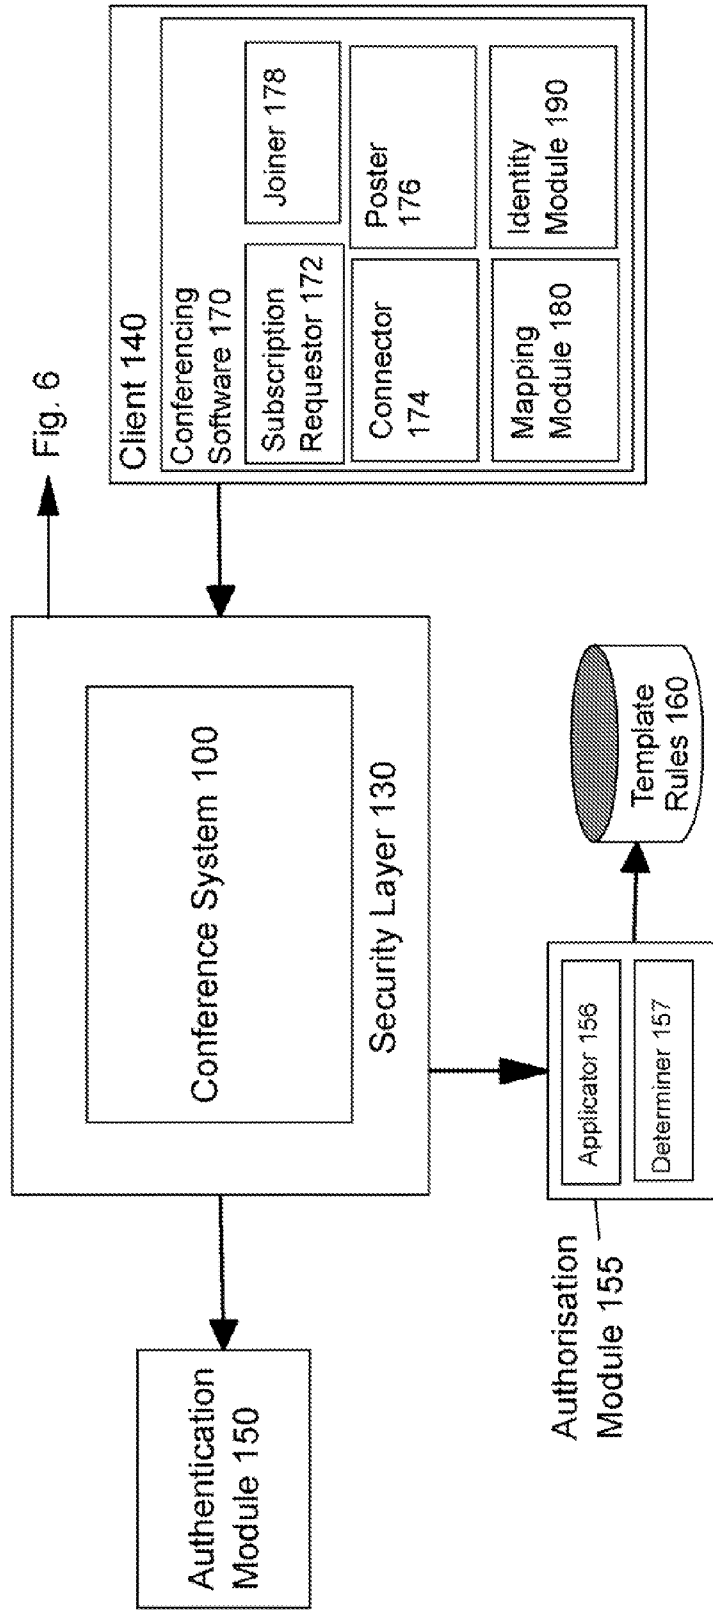 Authentication
Module 150
Conference System 100
Security Layer 130
Fig. 6
Client 140
Conferencing
Software 170
Subscription
Requestor 172
Joiner 178
Connector
174
Poster
176
Mapping
Module 180
Identity
Module 190
Authorisation
Module 155
Applicator 156
Determiner 157
Template
Rules 160